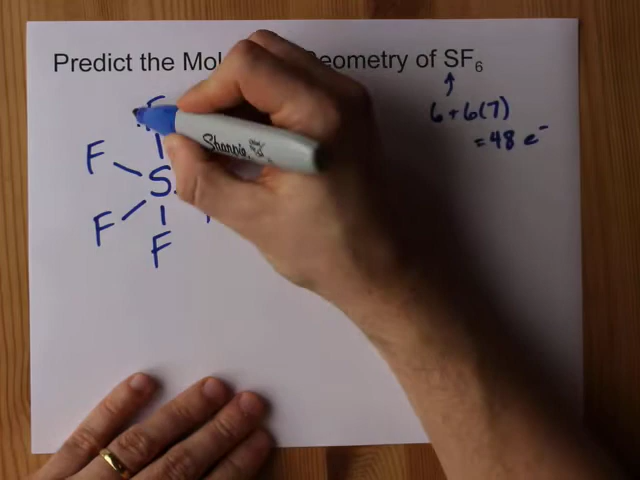 Predict the Mol Geometry of SF₆
6 + 6(7)
= 48 e⁻
F
F
S
F
F
Sharpie